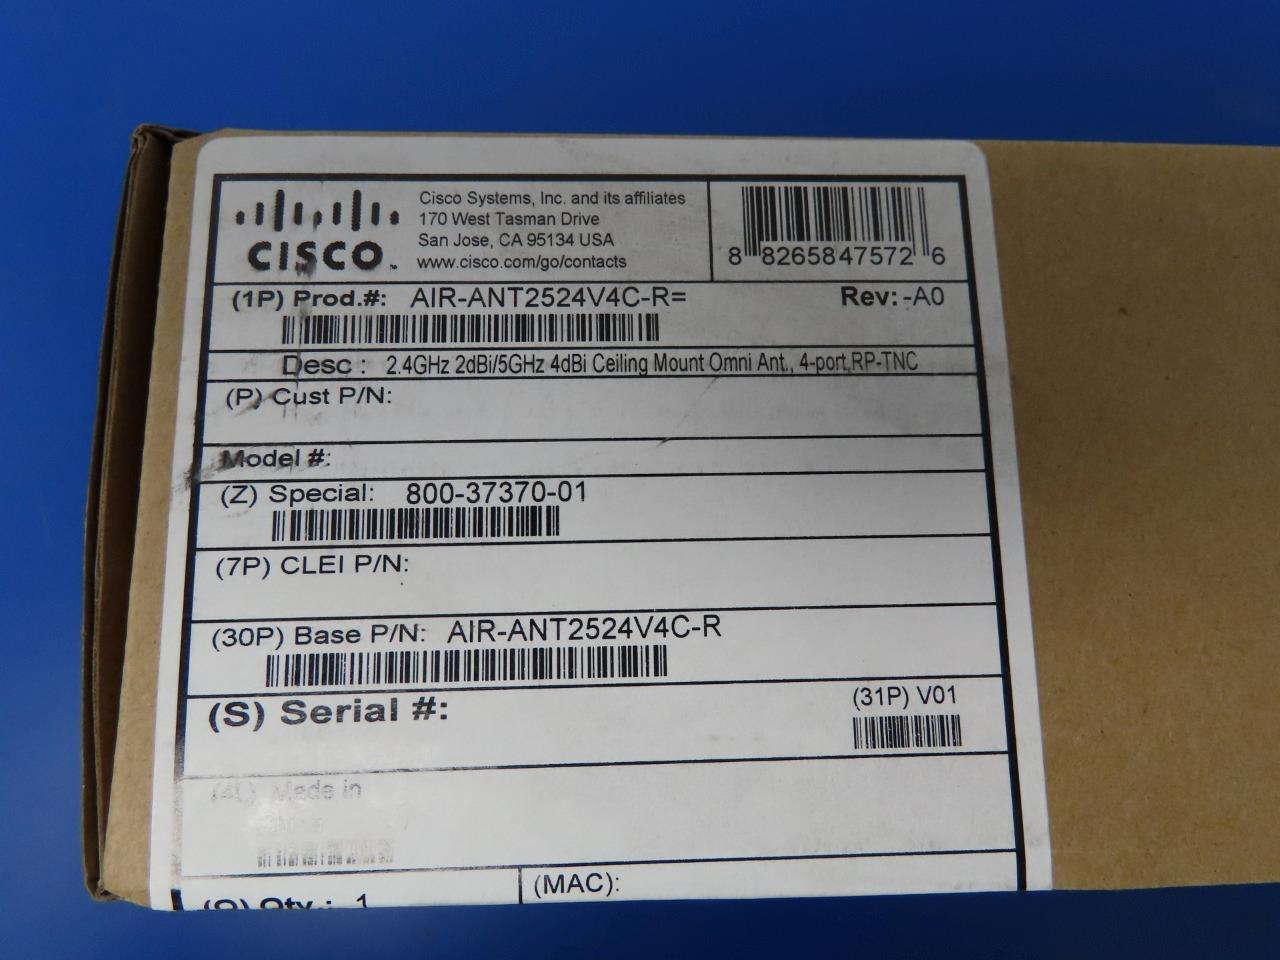 CISCO
Cisco Systems, Inc. and its affiliates
170 West Tasman Drive
San Jose, CA 95134 USA
www.cisco.com/go/contacts
8 82658 47572 6
(1P) Prod.#: AIR-ANT2524V4C-R=
Rev:-A0
Desc : 2.4GHz 2dBi/5GHz 4dBi Ceiling Mount Omni Ant., 4-port,RP-TNC
(P) Cust P/N:
Model #:
(Z) Special: 800-37370-01
(7P) CLEI P/N:
(30P) Base P/N: AIR-ANT2524V4C-R
(S) Serial #:
(31P) V01
(4L) Made in
(Q) Qty.: 1
(MAC):